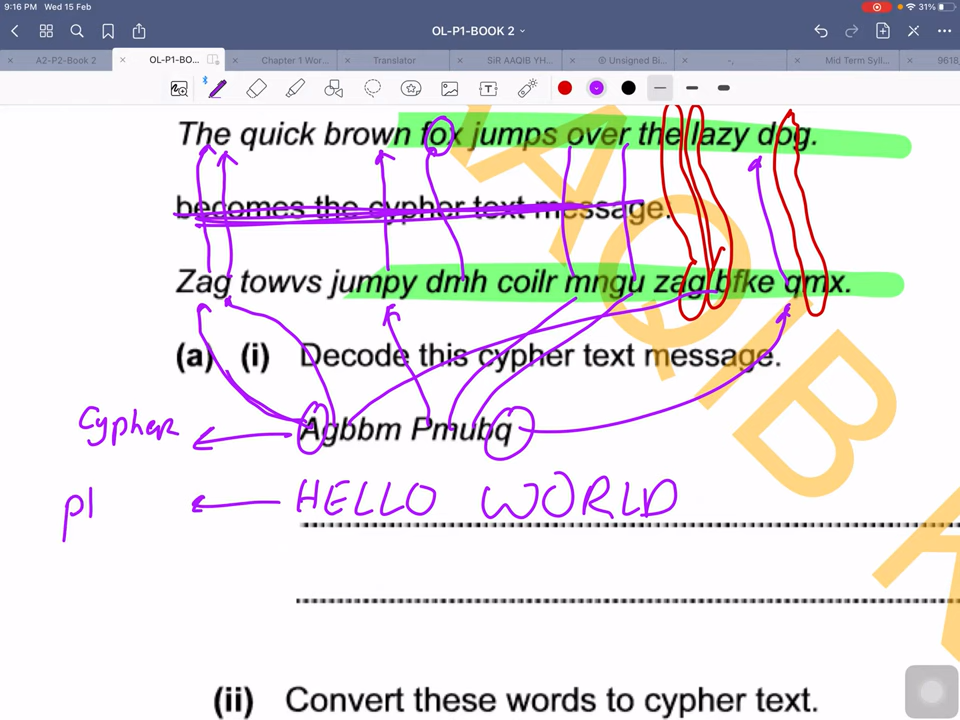 9:16 PM Wed 15 Feb 31%
OL-P1-BOOK 2
A2-P2-Book 2 OL-P1-BO... Chapter 1 Wor... Translator SiR AAQIB YH... Unsigned Bi... -, Mid Term Syll... 9618
The quick brown fox jumps over the lazy dog.
becomes the cypher text message.
Zag towvs jumpy dmh coilr mngu zag bfke qmx.
(a) (i) Decode this cypher text message.
Cypher Agbbm Pmubq
pl HELLO WORLD
(ii) Convert these words to cypher text.
AAQIB